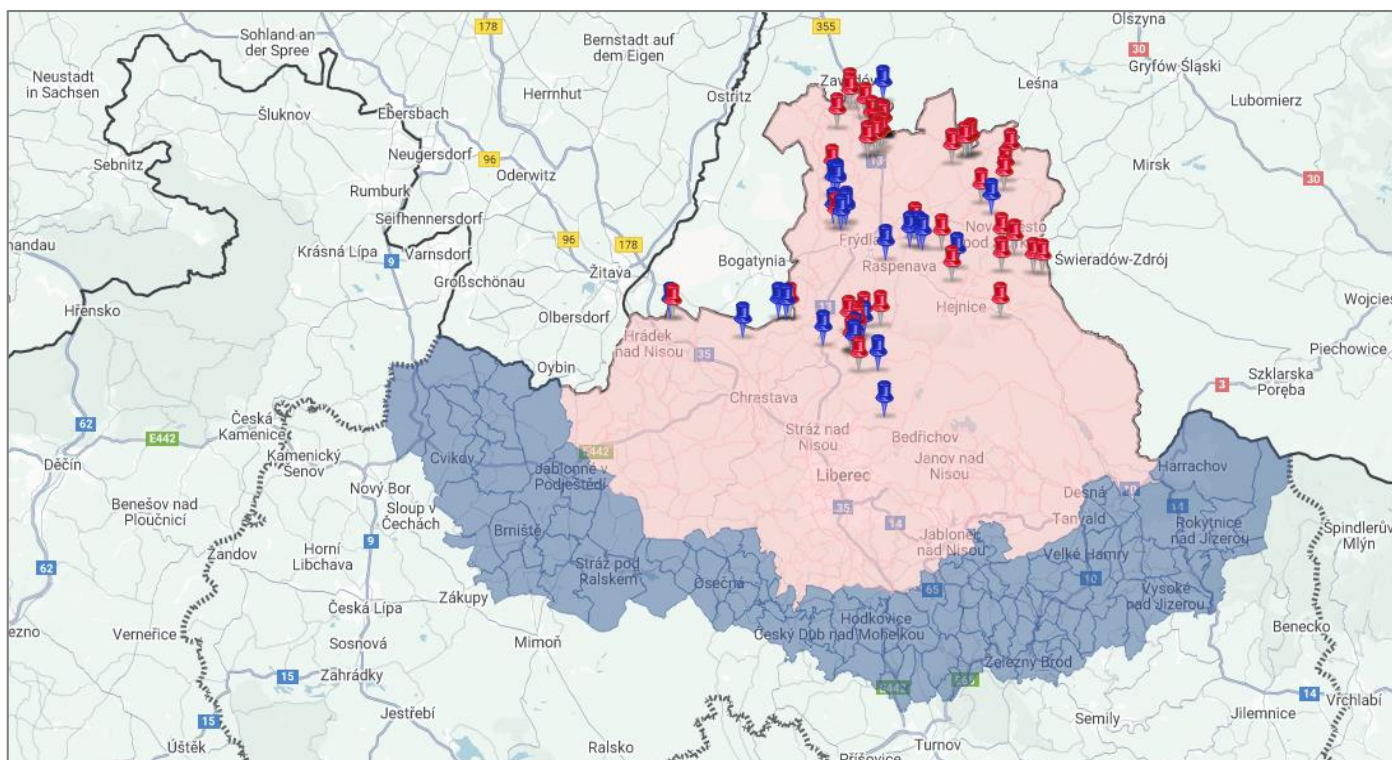 Sohland an
der Spree
178
Bernstadt auf
dem Eigen
355
Olszyna
30
Gryfów Śląski
Neustadt
in Sachsen
Šluknov
Ebersbach
Herrnhut
Ostritz
Leśna
Lubomierz
Neugersdorf
96
Oderwitz
13
Mirsk
30
Sebnitz
Rumburk
Seifhennersdorf
96
178
Krásná Lípa
9
Varnsdorf
Großschönau
Žitava
Bogatynia
Raspenava
Świeradów-Zdrój
Hřensko
Olbersdorf
13
Hejnice
Hrádek
nad Nisou
35
Oybin
Piechowice
Szklarska
Poręba
3
62
Česká
Kamenice
Chrastava
E442
Děčín
Kamenický
Šenov
Cvikov
Jablonné v
Podještědí
Stráž nad
Nisou
Bedřichov
Janov nad
Nisou
Liberec
Harrachov
Benešov nad
Ploučnicí
Nový Bor
Sloup v
Čechách
Brniště
35
14
Desná
Tanvald
Rokytnice
nad Jizerou
Špindlerův
Mlýn
Žandov
Horní
Libchava
9
Stráž pod
Ralskem
Osečná
Velké Hamry
10
Vysoké
nad Jizerou
62
Česká Lípa
Zákupy
65
Hodkovice
nad Mohelkou
Český Dub
Verneřice
Sosnová
Mimoň
Železný Brod
Benecko
15
Zahrádky
E442
E65
14
Vrchlabí
15
Jestřebí
Semily
Jilemnice
Úštěk
Ralsko
Turnov
Příšovice